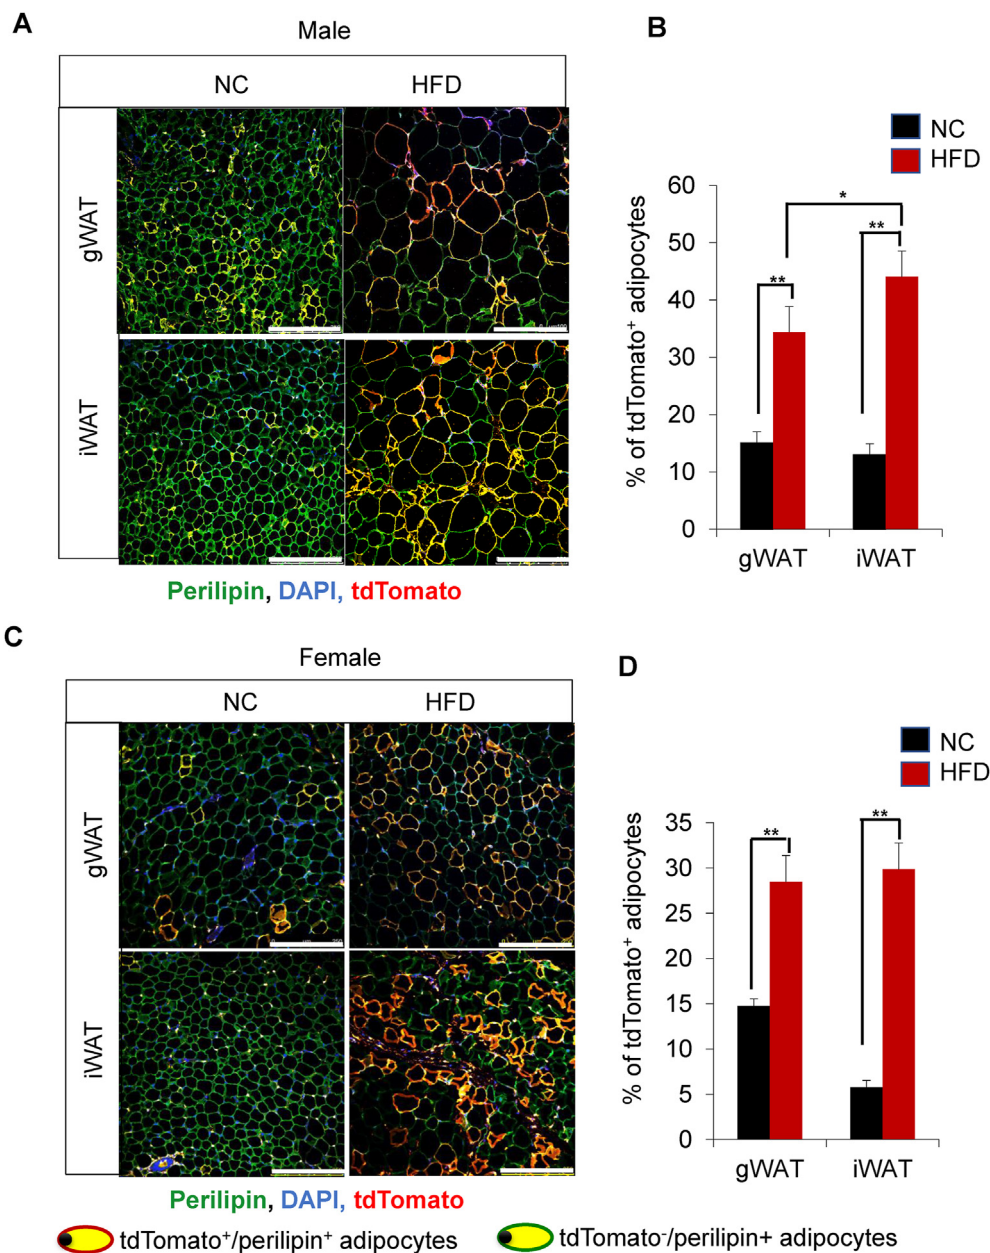 A
Male
NC HFD
gWAT
iWAT
Perilipin, DAPI, tdTomato
B
NC
HFD
% of tdTomato⁺ adipocytes
60
50
40
30
20
10
0
*
**
**
gWAT iWAT
C
Female
NC HFD
gWAT
iWAT
Perilipin, DAPI, tdTomato
D
NC
HFD
% of tdTomato⁺ adipocytes
35
30
25
20
15
10
5
0
**
**
gWAT iWAT
tdTomato⁺/perilipin⁺ adipocytes
tdTomato⁻/perilipin+ adipocytes